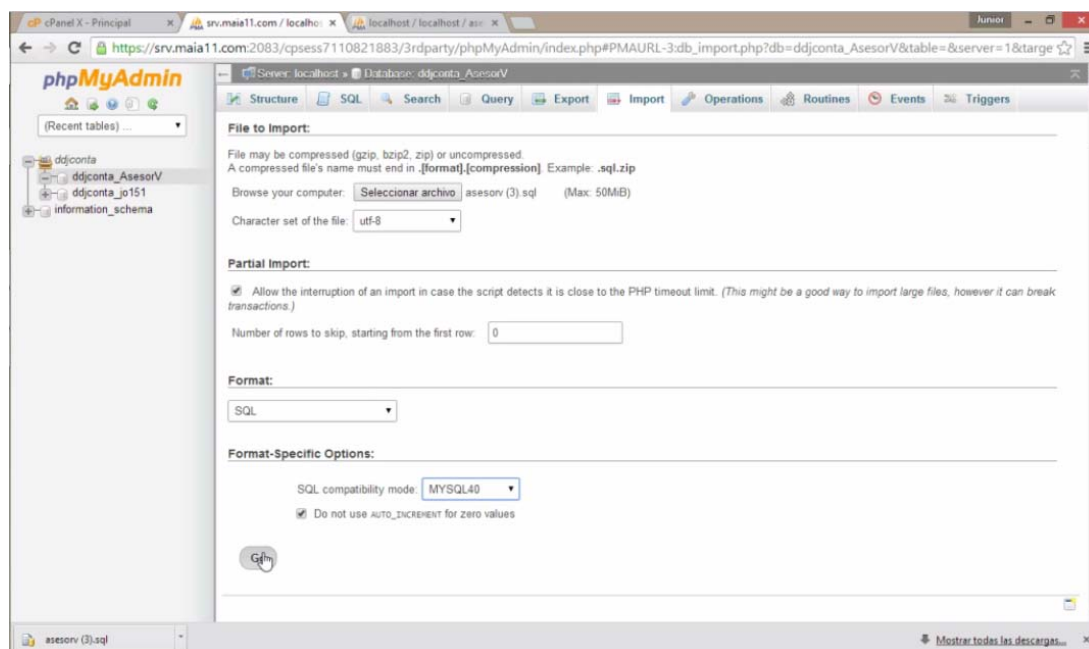 cPanel X - Principal
srv.maia11.com / localhos
localhost / localhost / ase
Junior
https://srv.maia11.com:2083/cpsess7110821883/3rdparty/phpMyAdmin/index.php#PMAURL-3:db_import.php?db=ddjconta_AsesorV&table=&server=1&targe
phpMyAdmin
Server: localhost » Database: ddjconta_AsesorV
Structure SQL Search Query Export Import Operations Routines Events Triggers
(Recent tables) ...
ddjconta
ddjconta_AsesorV
ddjconta_jo151
information_schema
File to Import:
File may be compressed (gzip, bzip2, zip) or uncompressed.
A compressed file's name must end in .[format].[compression]. Example: .sql.zip
Browse your computer: Seleccionar archivo asesorv (3).sql (Max: 50MiB)
Character set of the file: utf-8
Partial Import:
Allow the interruption of an import in case the script detects it is close to the PHP timeout limit. (This might be a good way to import large files, however it can break
transactions.)
Number of rows to skip, starting from the first row: 0
Format:
SQL
Format-Specific Options:
SQL compatibility mode: MYSQL40
Do not use AUTO_INCREMENT for zero values
asesorv (3).sql
Mostrar todas las descargas...